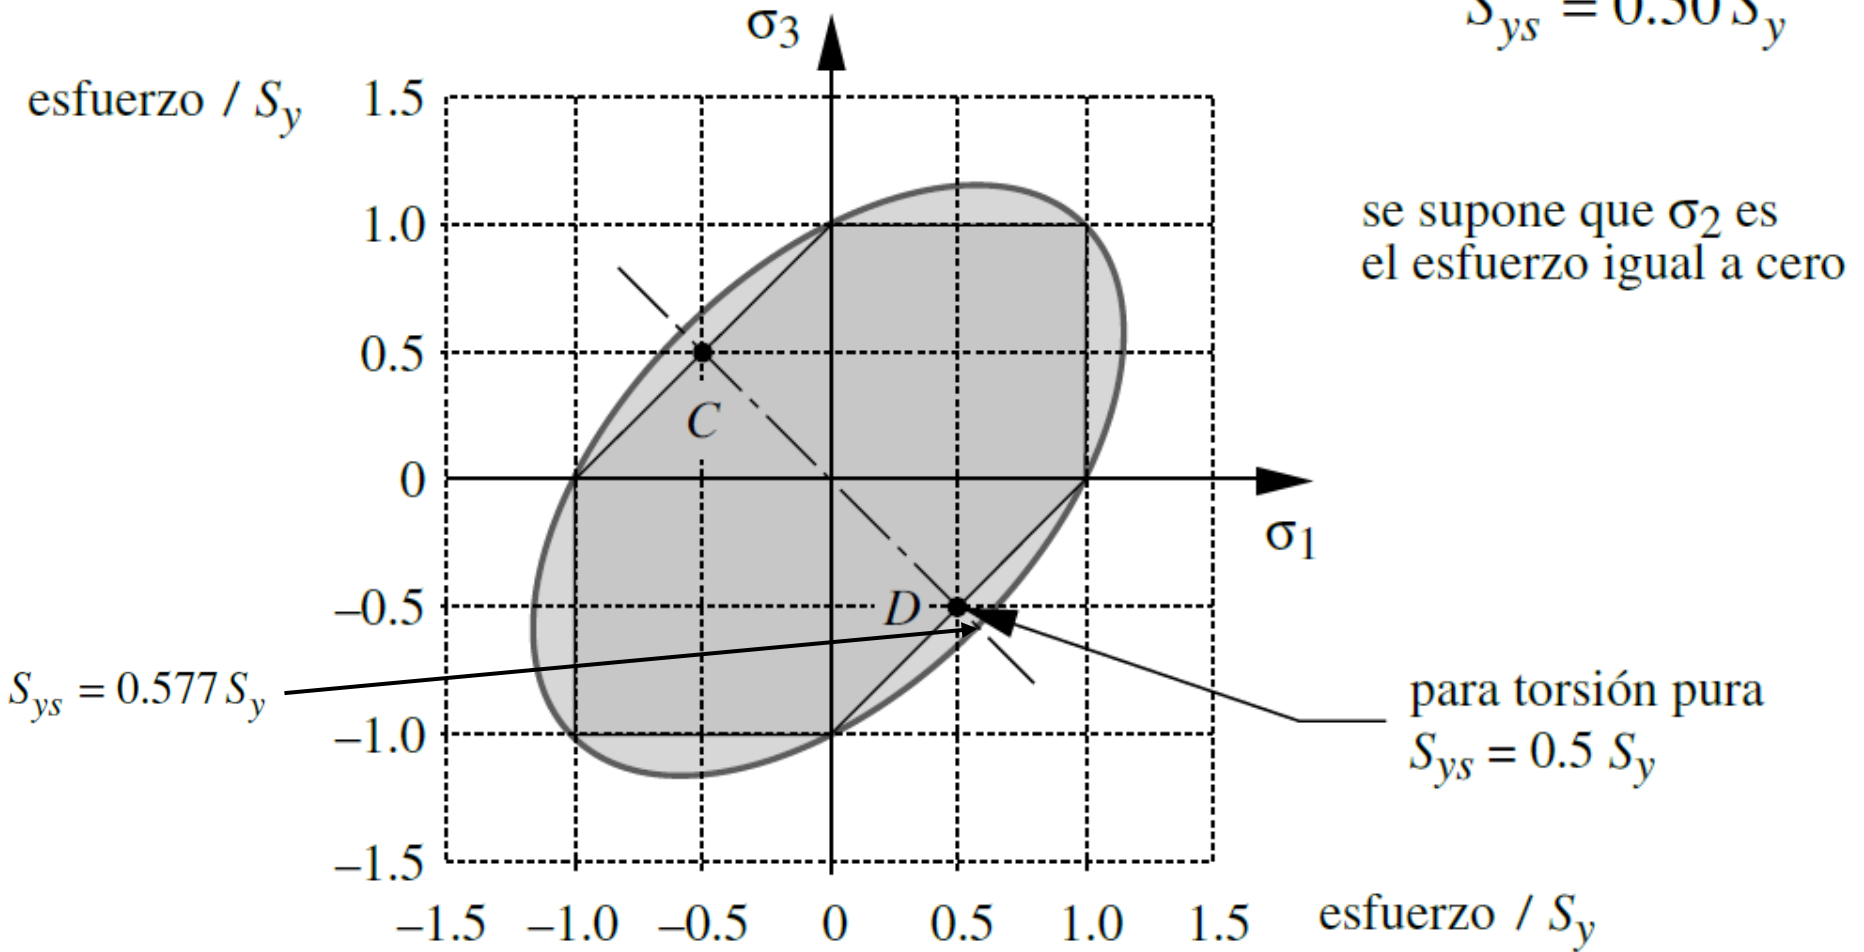 S_ys = 0.50 S_y
σ3
esfuerzo / S_y
1.5
1.0
se supone que σ2 es
el esfuerzo igual a cero
0.5
C
0
σ1
–0.5
D
S_ys = 0.577 S_y
para torsión pura
S_ys = 0.5 S_y
–1.0
–1.5
–1.5 –1.0 –0.5 0 0.5 1.0 1.5
esfuerzo / S_y